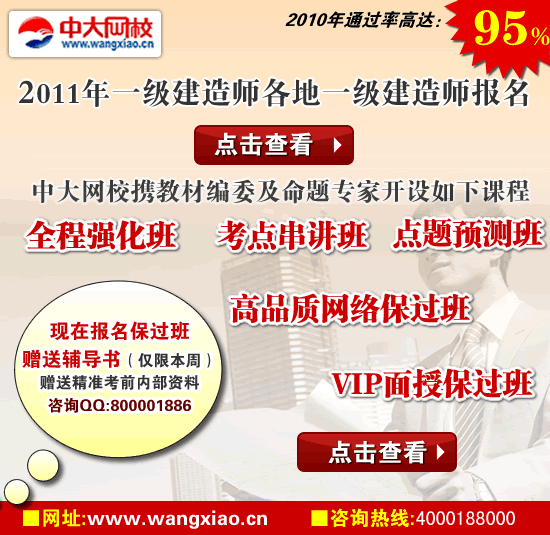 中大网校
www.wangxiao.cn
2010年通过率高达：
95%
2011年一级建造师各地一级建造师报名
点击查看
中大网校携教材编委及命题专家开设如下课程
全程强化班 考点串讲班 点题预测班
高品质网络保过班
VIP面授保过班
现在报名保过班
赠送辅导书（仅限本周）
赠送精准考前内部资料
咨询QQ:800001886
点击查看
网址:www.wangxiao.cn 咨询热线:4000188000